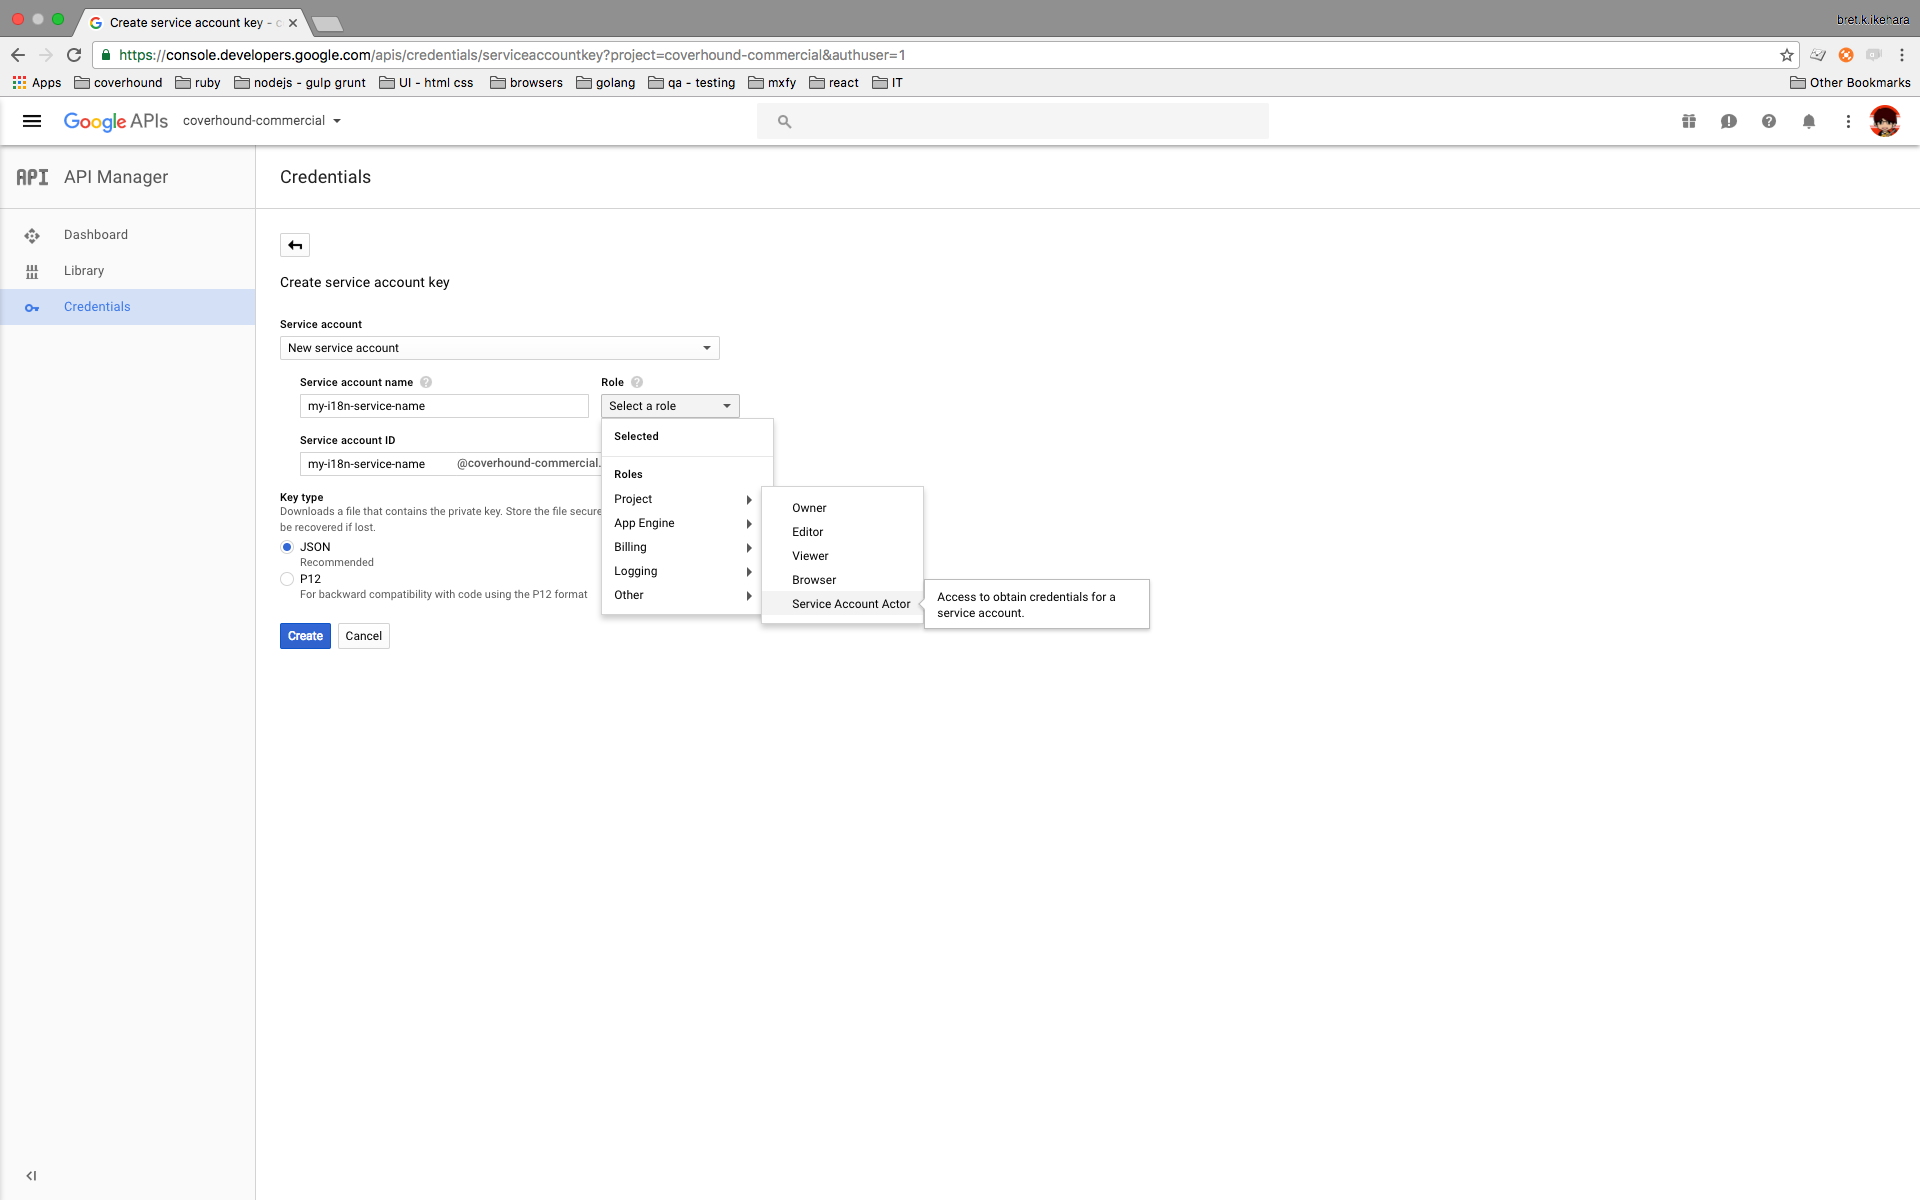 Create service account key - c
bret.k.ikehara
https://console.developers.google.com/apis/credentials/serviceaccountkey?project=coverhound-commercial&authuser=1
Apps coverhound ruby nodejs - gulp grunt UI - html css browsers golang qa - testing mxfy react IT Other Bookmarks
Google APIs coverhound-commercial
API API Manager
Credentials
Dashboard
Library
Credentials
Create service account key
Service account
New service account
Service account name Role
my-i18n-service-name Select a role
Selected
Service account ID
my-i18n-service-name @coverhound-commercial.
Roles
Project
App Engine
Billing
Logging
Other
Owner
Editor
Viewer
Browser
Service Account Actor
Access to obtain credentials for a
service account.
Key type
Downloads a file that contains the private key. Store the file secure
be recovered if lost.
JSON
Recommended
P12
For backward compatibility with code using the P12 format
Create Cancel